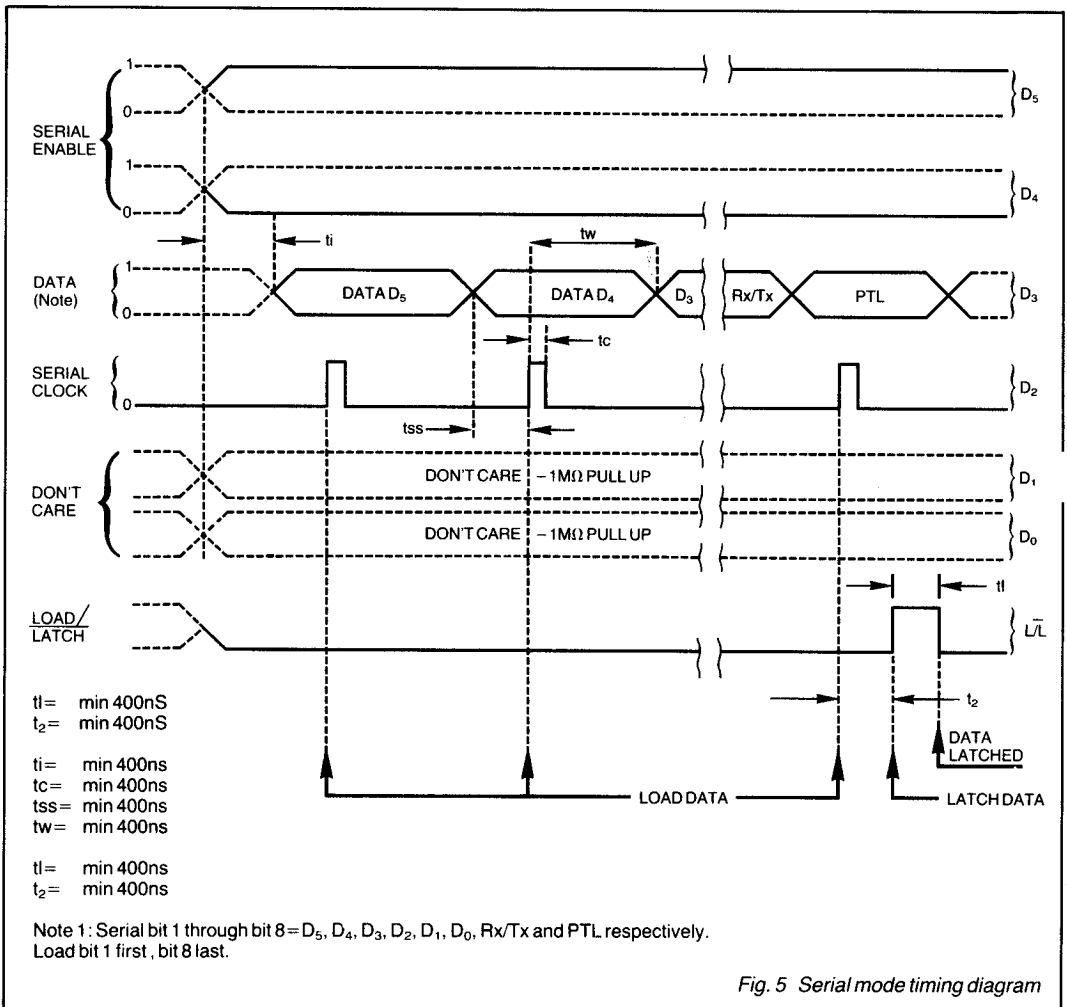 1
0
SERIAL
ENABLE
D₅
1
0
D₄
ti
tw
DATA
(Note)
1
0
DATA D₅
DATA D₄
D₃
Rx/Tx
PTL
D₃
tc
SERIAL
CLOCK
0
D₂
tss
DON'T
CARE
DON'T CARE – 1MΩ PULL UP
D₁
DON'T CARE – 1MΩ PULL UP
D₀
tl
LOAD/
LATCH
L/L̄
t₂
tl= min 400nS
t₂= min 400nS
ti= min 400ns
tc= min 400ns
tss= min 400ns
tw= min 400ns
tl= min 400ns
t₂= min 400ns
DATA
LATCHED
LOAD DATA
LATCH DATA
Note 1: Serial bit 1 through bit 8=D₅, D₄, D₃, D₂, D₁, D₀, Rx/Tx and PTL respectively.
Load bit 1 first, bit 8 last.
Fig. 5 Serial mode timing diagram